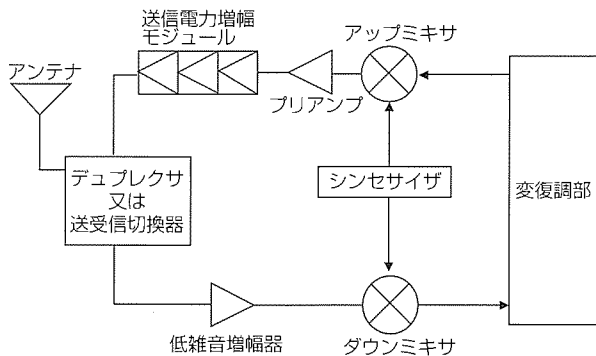 送信電力増幅
モジュール
アップミキサ
アンテナ
プリアンプ
デュプレクサ
又は
送受信切換器
シンセサイザ
変復調部
低雑音増幅器
ダウンミキサ